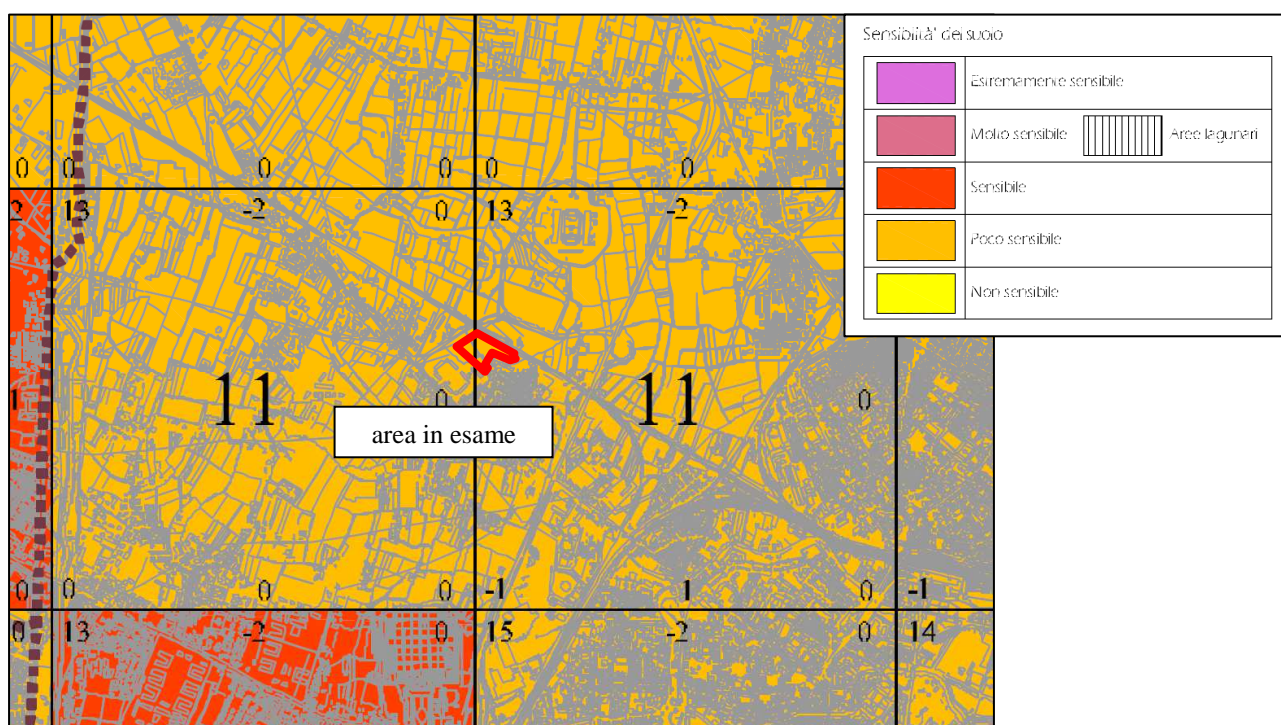 Sensibilità' dei suolo
Estremamente sensibile
Molto sensibile Aree lagunari
Sensibile
Poco sensibile
Non sensibile
0 0 0 0 0 0
2 13 -2 0 13 -2
1 11 0 11 0
area in esame
0 0 0 0 -1 1 0 -1
0 13 -2 0 15 -2 0 14